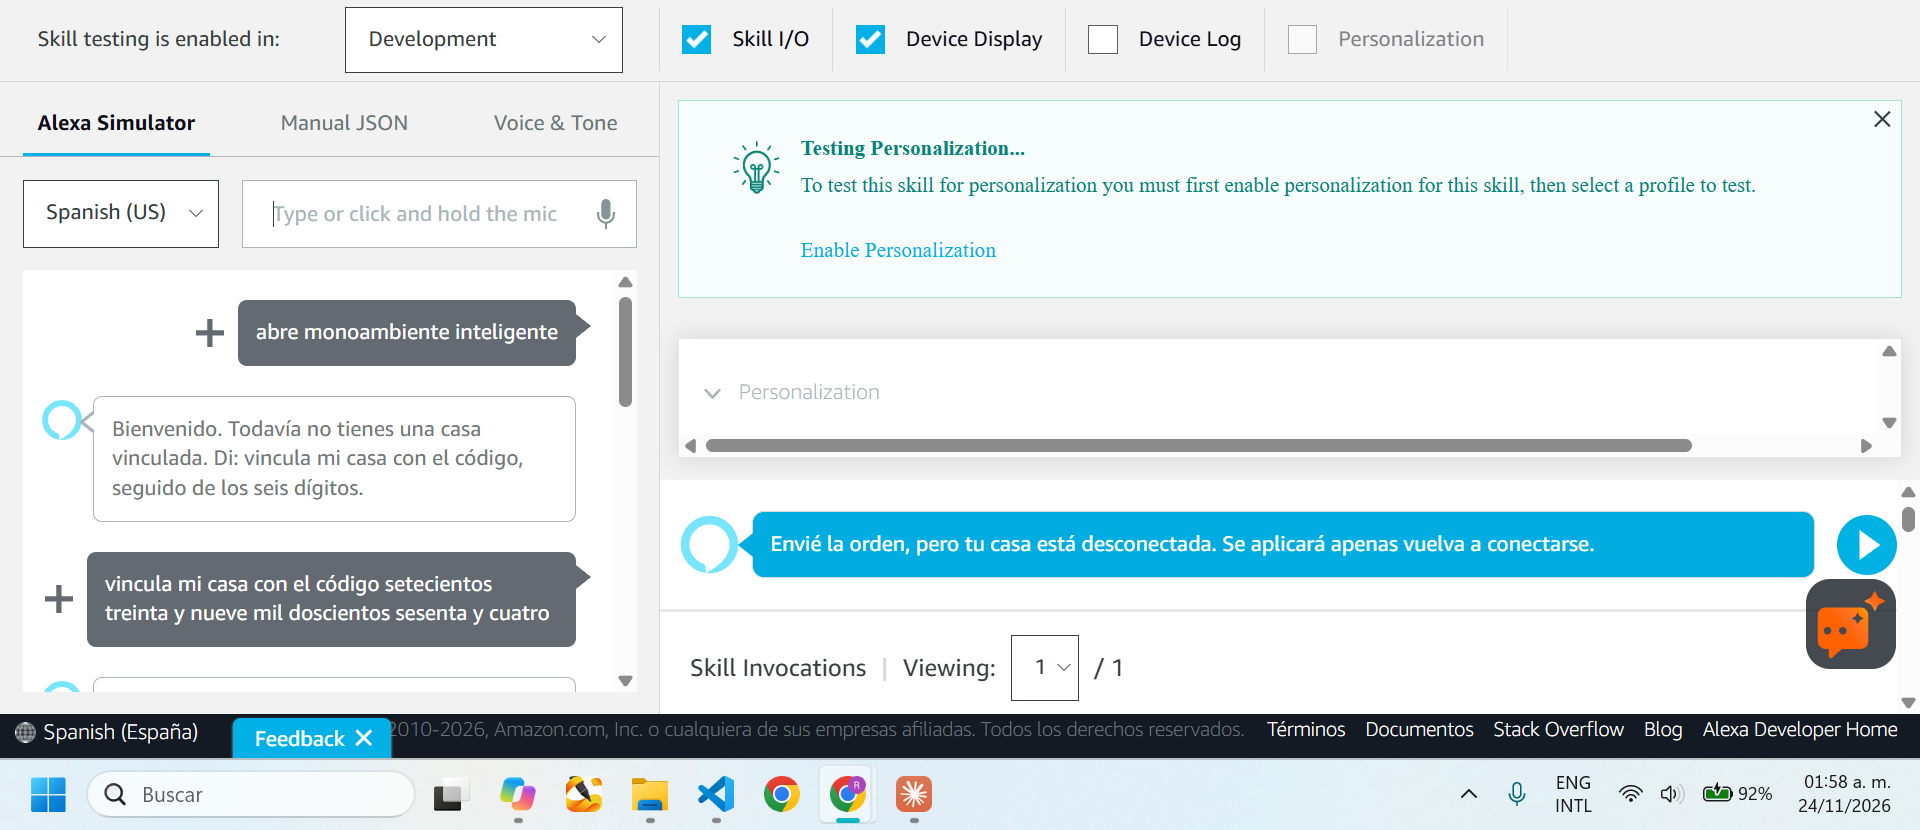 Skill testing is enabled in:
Development
Skill I/O
Device Display
Device Log
Personalization
Alexa Simulator
Manual JSON
Voice & Tone
Spanish (US)
Type or click and hold the mic
abre monoambiente inteligente
Bienvenido. Todavía no tienes una casa
vinculada. Di: vincula mi casa con el código,
seguido de los seis dígitos.
vincula mi casa con el código setecientos
treinta y nueve mil doscientos sesenta y cuatro
Testing Personalization...
To test this skill for personalization you must first enable personalization for this skill, then select a profile to test.
Enable Personalization
Personalization
Envié la orden, pero tu casa está desconectada. Se aplicará apenas vuelva a conectarse.
Skill Invocations | Viewing: 1 / 1
Spanish (España)
Feedback
2010-2026, Amazon.com, Inc. o cualquiera de sus empresas afiliadas. Todos los derechos reservados.
Términos
Documentos
Stack Overflow
Blog
Alexa Developer Home
Buscar
R
ENG
INTL
92%
01:58 a. m.
24/11/2026